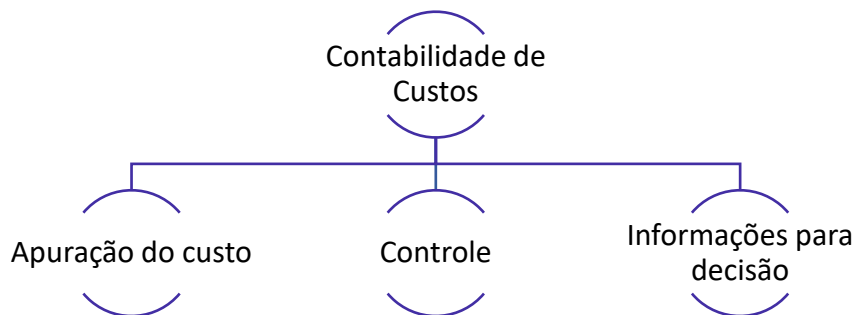 Contabilidade de
Custos
Apuração do custo
Controle
Informações para
decisão